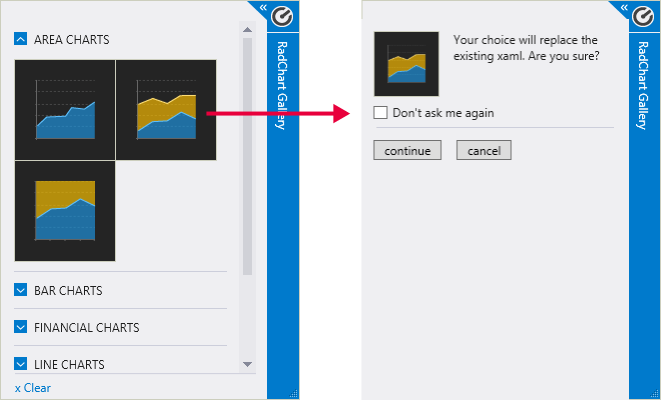 «
AREA CHARTS
RadChart Gallery
BAR CHARTS
FINANCIAL CHARTS
LINE CHARTS
x Clear
«
Your choice will replace the
existing xaml. Are you sure?
Don't ask me again
continue
cancel
RadChart Gallery